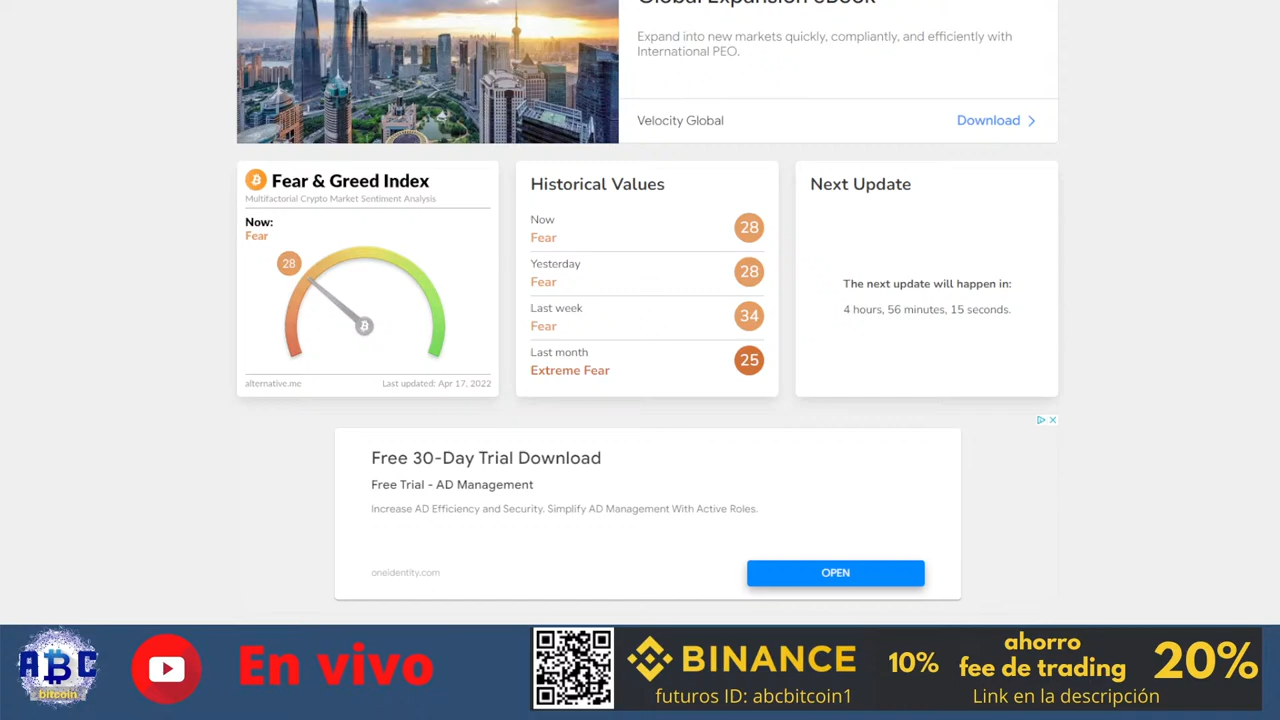 Expand into new markets quickly, compliantly, and efficiently with
International PEO.
Velocity Global
Download
Fear & Greed Index
Multifactorial Crypto Market Sentiment Analysis
Now:
Fear
28
alternative.me
Last updated: Apr 17, 2022
Historical Values
Now
Fear
28
Yesterday
Fear
28
Last week
Fear
34
Last month
Extreme Fear
25
Next Update
The next update will happen in:
4 hours, 56 minutes, 15 seconds.
Free 30-Day Trial Download
Free Trial - AD Management
Increase AD Efficiency and Security. Simplify AD Management With Active Roles.
oneidentity.com
OPEN
ABC
bitcoin
En vivo
BINANCE
futuros ID: abcbitcoin1
10%
ahorro
fee de trading
20%
Link en la descripción